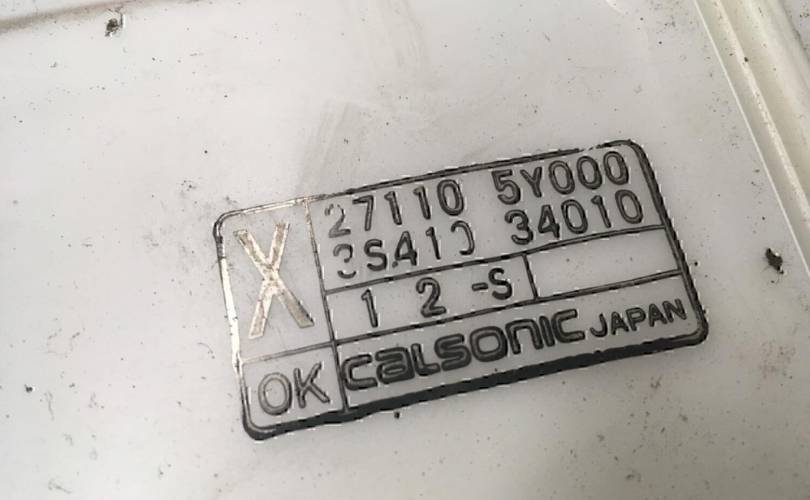 X
27110 5Y000
3S410 34010
1 2 -S
OK
CALSONIC JAPAN